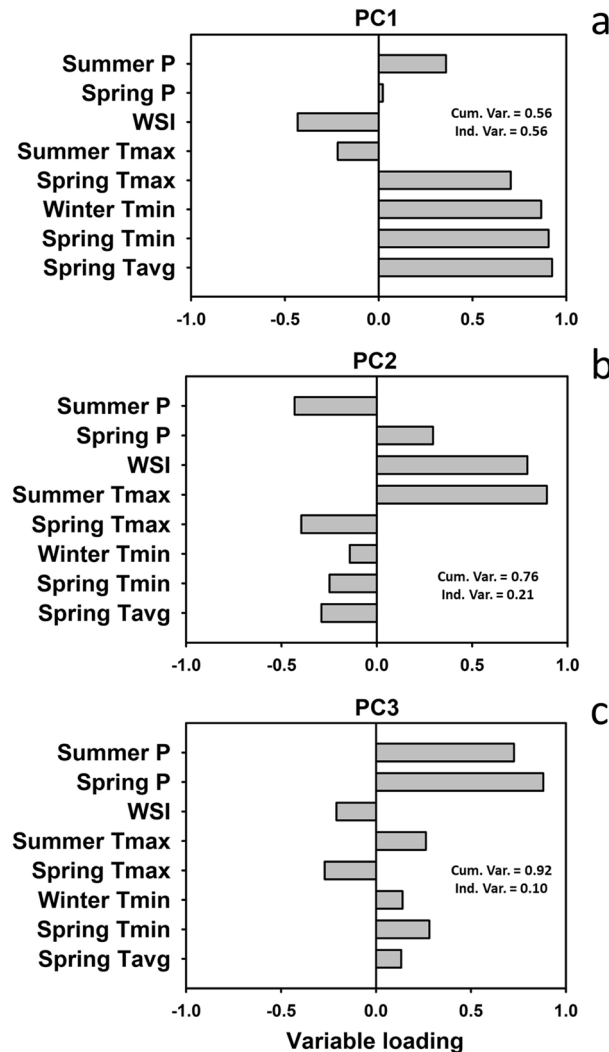 PC1
a
Summer P
Spring P
WSI
Summer Tmax
Spring Tmax
Winter Tmin
Spring Tmin
Spring Tavg
Cum. Var. = 0.56
Ind. Var. = 0.56
-1.0 -0.5 0.0 0.5 1.0
PC2
b
Summer P
Spring P
WSI
Summer Tmax
Spring Tmax
Winter Tmin
Spring Tmin
Spring Tavg
Cum. Var. = 0.76
Ind. Var. = 0.21
-1.0 -0.5 0.0 0.5 1.0
PC3
c
Summer P
Spring P
WSI
Summer Tmax
Spring Tmax
Winter Tmin
Spring Tmin
Spring Tavg
Cum. Var. = 0.92
Ind. Var. = 0.10
-1.0 -0.5 0.0 0.5 1.0
Variable loading